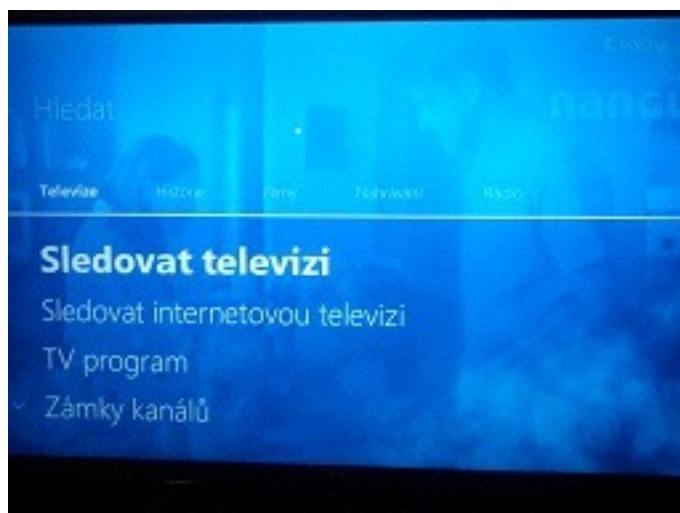 Hledat
Televize Historie Filmy Nahrávání Rádio
Sledovat televizi
Sledovat internetovou televizi
TV program
Zámky kanálů